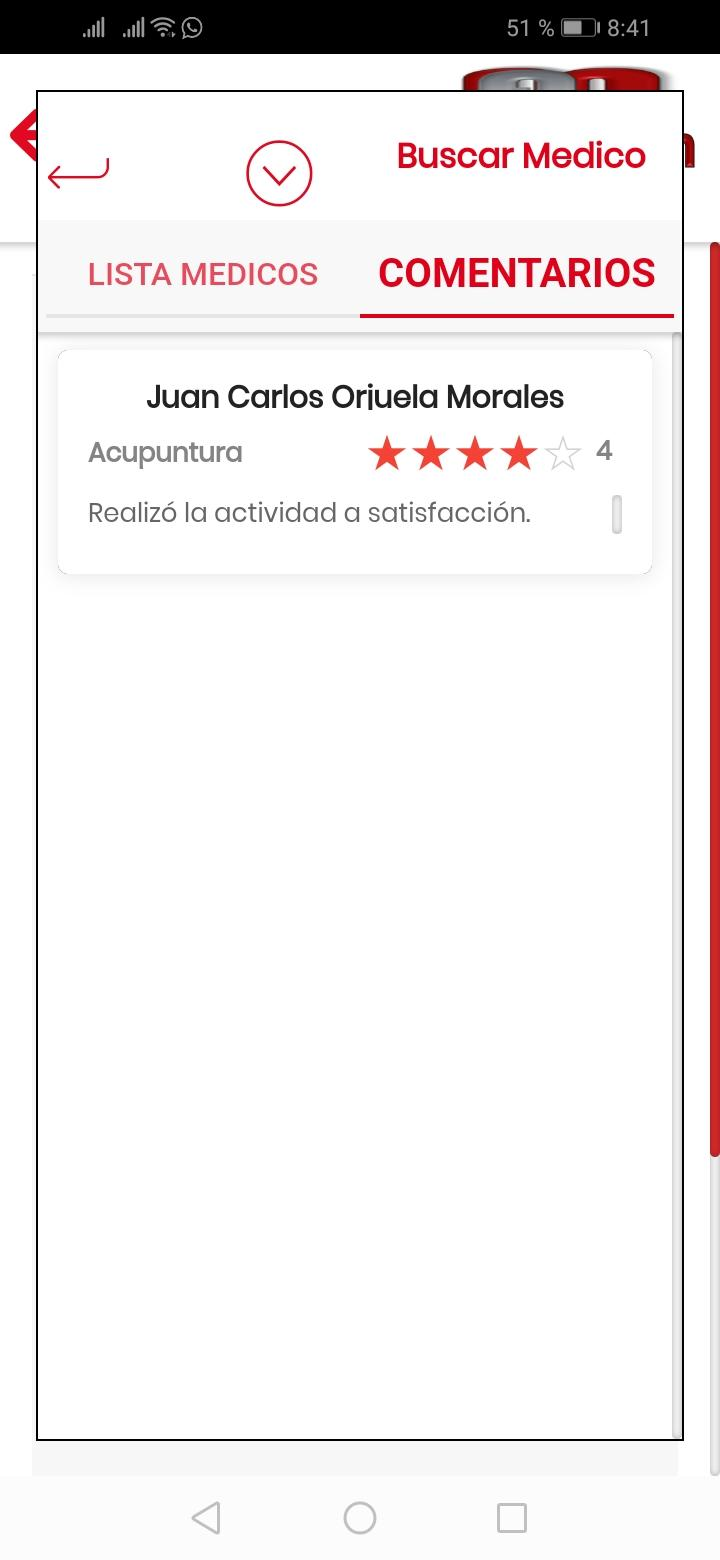 51 % 8:41
Buscar Medico
LISTA MEDICOS COMENTARIOS
Juan Carlos Orjuela Morales
Acupuntura 4
Realizó la actividad a satisfacción.